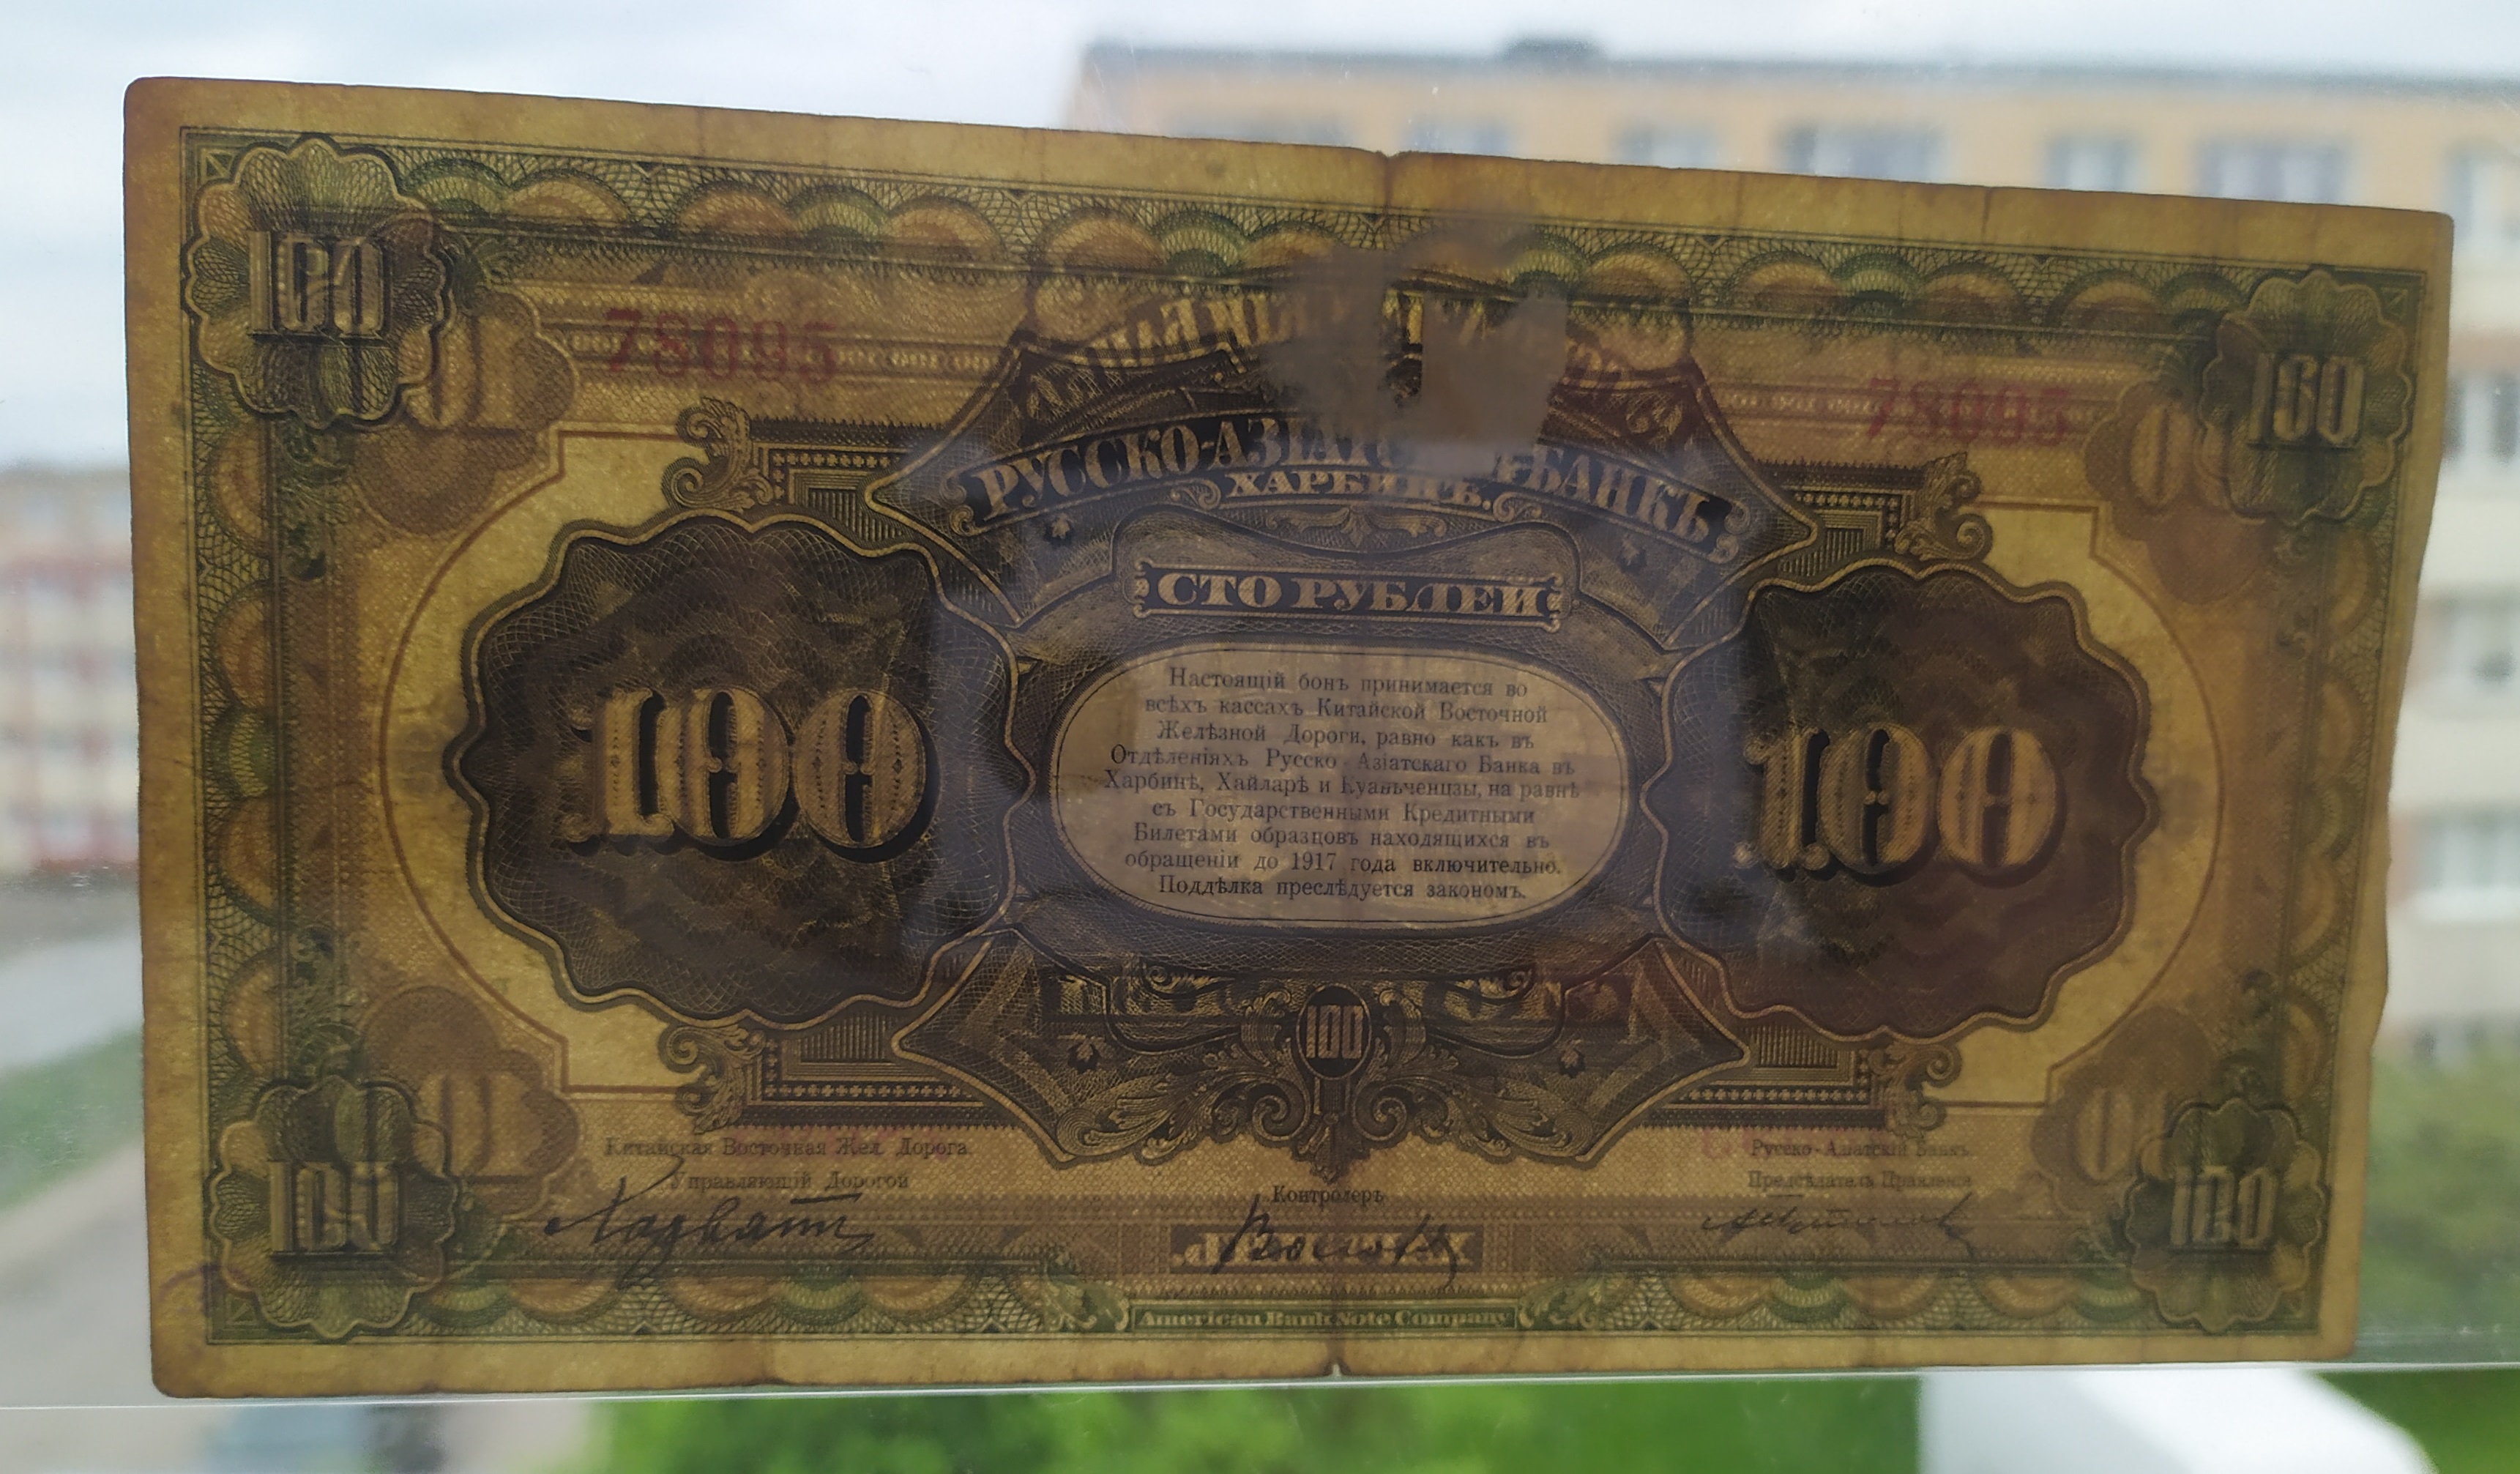 100
100
78095
78095
РУССКО-АЗІАТС БАНКЪ
ХАРБИНЪ.
СТО РУБЛЕЙ
100
100
Настоящій бонъ принимается во
всѣхъ кассахъ Китайской Восточной
Желѣзной Дороги, равно какъ въ
Отдѣленіяхъ Русско-Азіатскаго Банка въ
Харбинѣ, Хайларѣ и Куаньченцзы, на равнѣ
съ Государственными Кредитными
Билетами образцовъ находящихся въ
обращеніи до 1917 года включительно.
Поддѣлка преслѣдуется закономъ.
100
Китайская Восточная Жел. Дорога
Управляющій Дорогой
Контролеръ
Русско-Азіатскій Банкъ
Предсѣдатель Правленія
100
100
American Bank Note Company